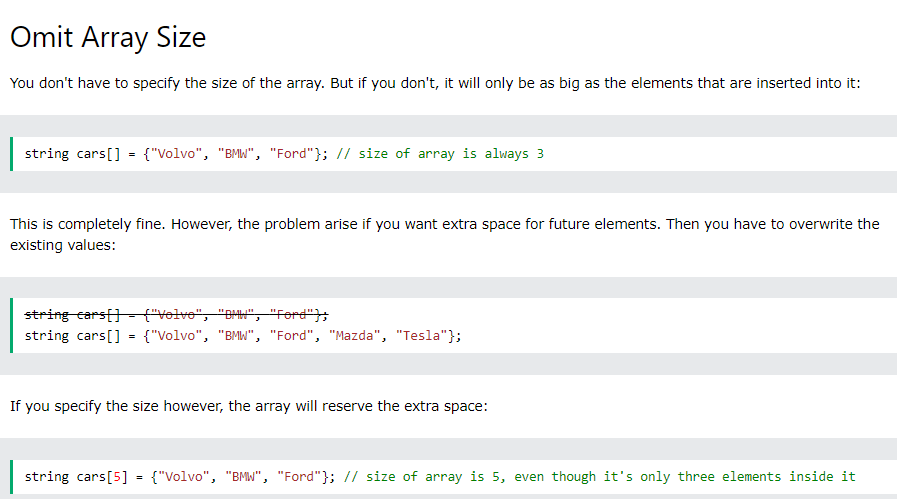 Omit Array Size
You don't have to specify the size of the array. But if you don't, it will only be as big as the elements that are inserted into it:
string cars[] = {"Volvo", "BMW", "Ford"}; // size of array is always 3
This is completely fine. However, the problem arise if you want extra space for future elements. Then you have to overwrite the
existing values:
string cars[] = {"Volvo", "BMW", "Ford"};
string cars[] = {"Volvo", "BMW", "Ford", "Mazda", "Tesla"};
If you specify the size however, the array will reserve the extra space:
string cars[5] = {"Volvo", "BMW", "Ford"}; // size of array is 5, even though it's only three elements inside it